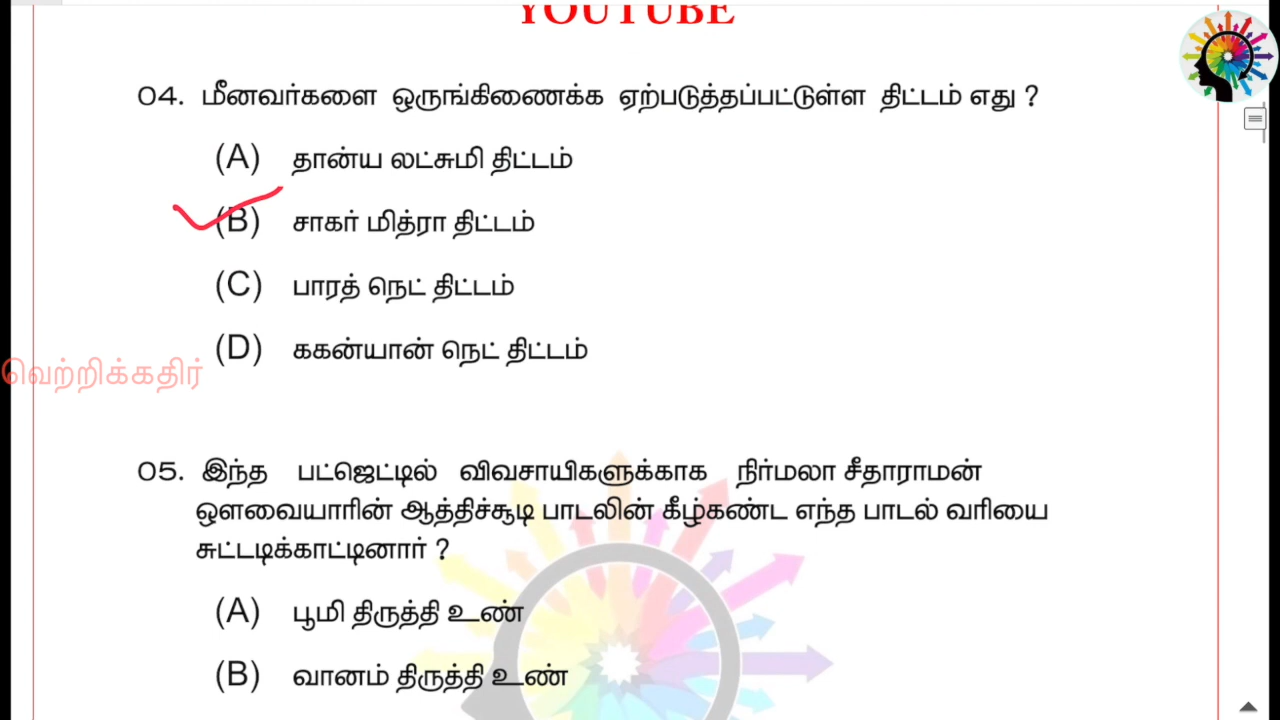 YOUTUBE
04. மீனவர்களை ஒருங்கிணைக்க ஏற்படுத்தப்பட்டுள்ள திட்டம் எது ?
(A) தான்ய லட்சுமி திட்டம்
(B) சாகர் மித்ரா திட்டம்
(C) பாரத் நெட் திட்டம்
(D) ககன்யான் நெட் திட்டம்
வெற்றிக்கதிர்
05. இந்த பட்ஜெட்டில் விவசாயிகளுக்காக நிர்மலா சீதாராமன்
ஔவையாரின் ஆத்திச்சூடி பாடலின் கீழ்கண்ட எந்த பாடல் வரியை
சுட்டடிக்காட்டினார் ?
(A) பூமி திருத்தி உண்
(B) வானம் திருத்தி உண்